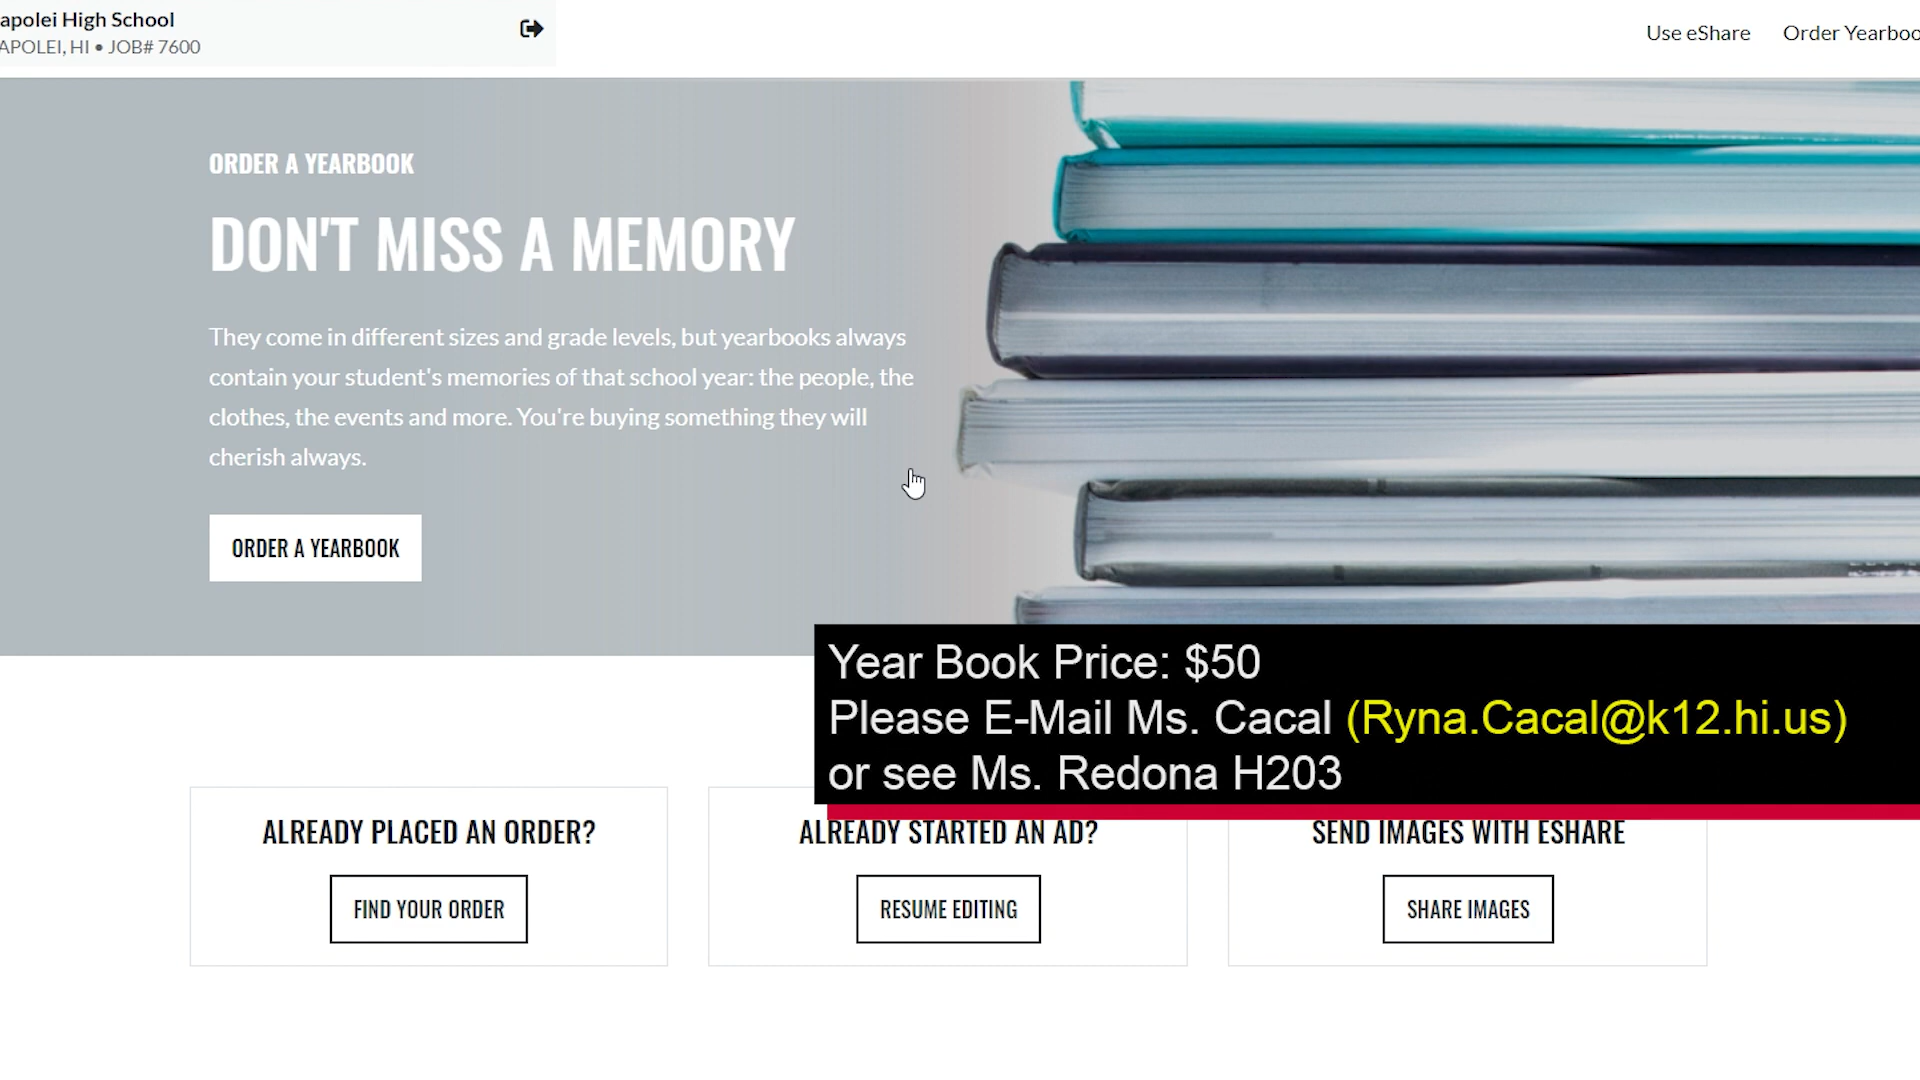 apolei High School
APOLEI, HI • JOB# 7600
Use eShare
Order Yearboo
ORDER A YEARBOOK
DON'T MISS A MEMORY
They come in different sizes and grade levels, but yearbooks always
contain your student's memories of that school year: the people, the
clothes, the events and more. You're buying something they will
cherish always.
ORDER A YEARBOOK
Year Book Price: $50
Please E-Mail Ms. Cacal (Ryna.Cacal@k12.hi.us)
or see Ms. Redona H203
ALREADY PLACED AN ORDER?
FIND YOUR ORDER
ALREADY STARTED AN AD?
RESUME EDITING
SEND IMAGES WITH ESHARE
SHARE IMAGES